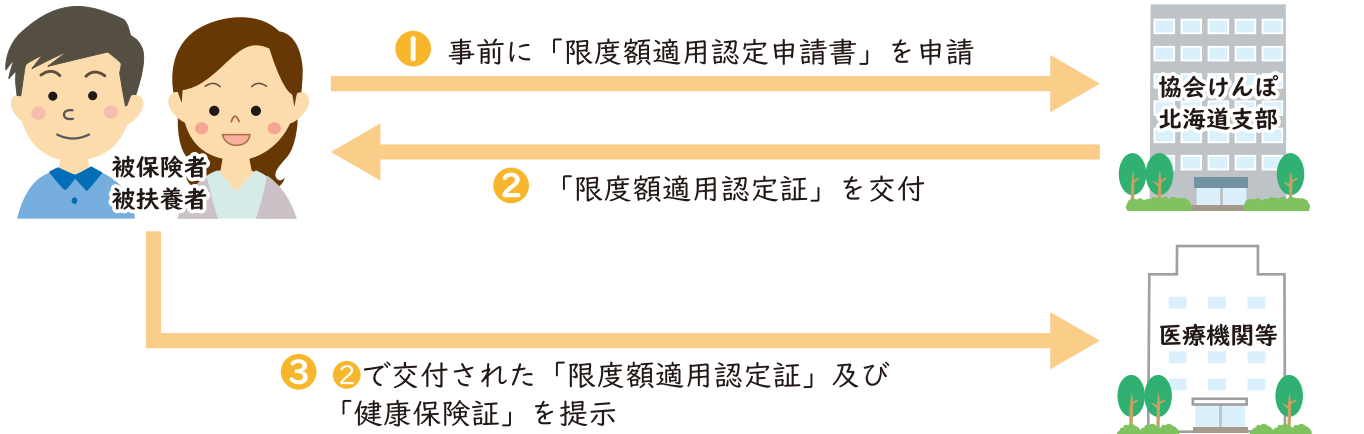 ❶ 事前に「限度額適用認定申請書」を申請
協会けんぽ
北海道支部
被保険者
被扶養者
❷ 「限度額適用認定証」を交付
医療機関等
❸ ❷で交付された「限度額適用認定証」及び
「健康保険証」を提示